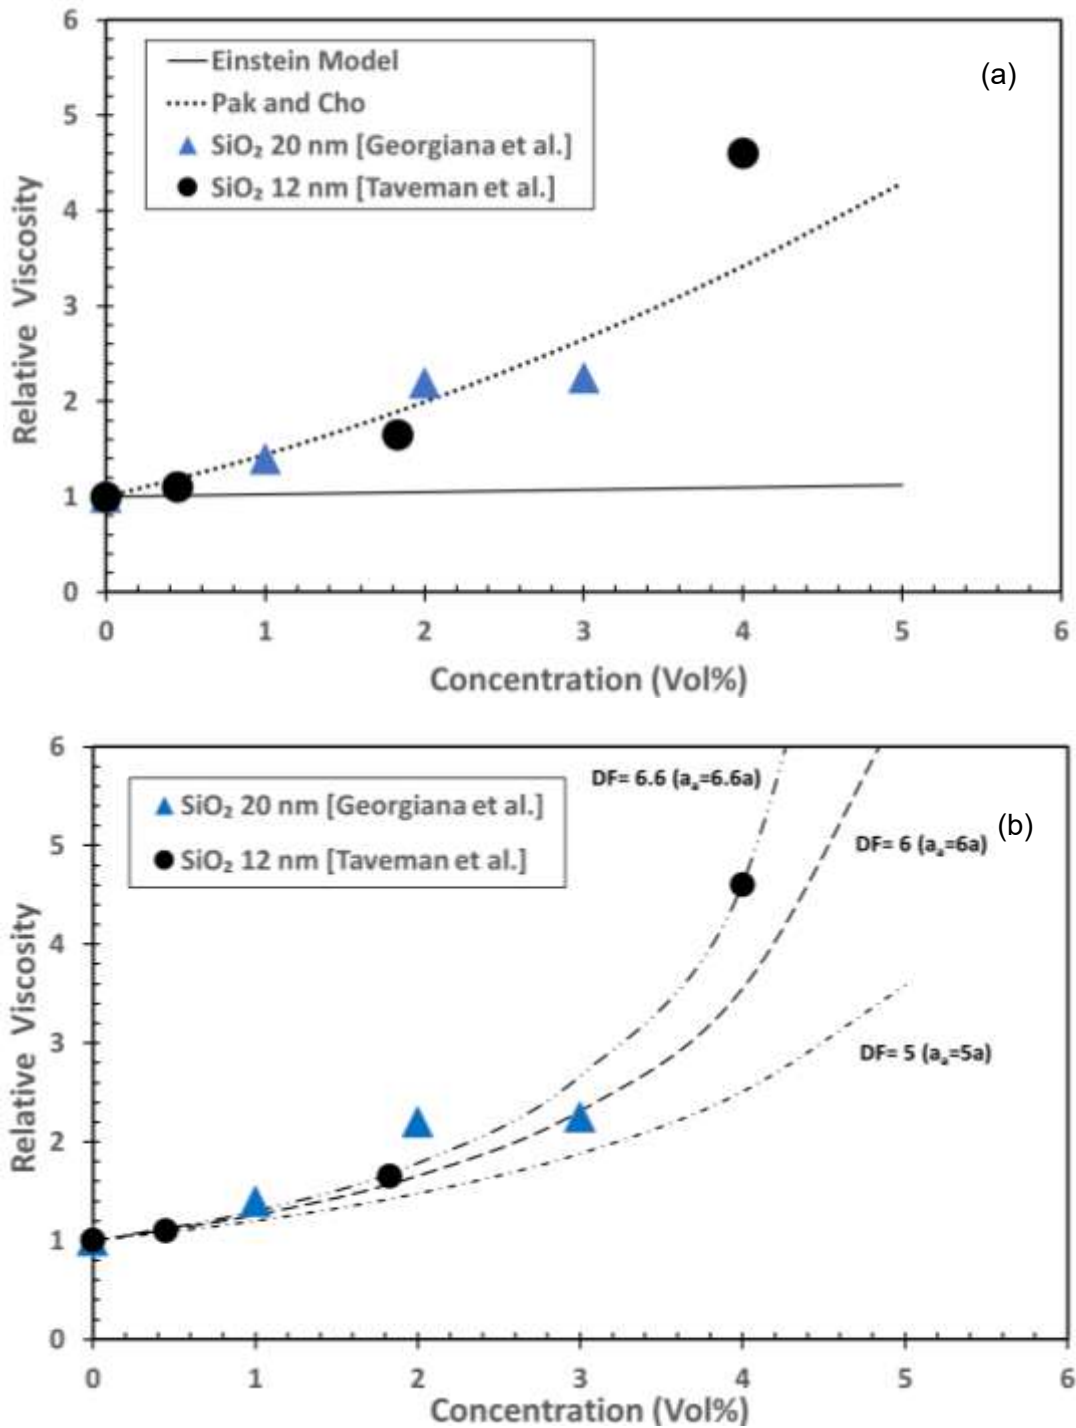 6
5
4
3
2
1
0
Relative Viscosity
Einstein Model
Pak and Cho
SiO₂ 20 nm [Georgiana et al.]
SiO₂ 12 nm [Taveman et al.]
(a)
0 1 2 3 4 5 6
Concentration (Vol%)
6
5
4
3
2
1
0
Relative Viscosity
SiO₂ 20 nm [Georgiana et al.]
SiO₂ 12 nm [Taveman et al.]
DF= 6.6 (aₐ=6.6a)
(b)
DF= 6 (aₐ=6a)
DF= 5 (aₐ=5a)
0 1 2 3 4 5 6
Concentration (Vol%)